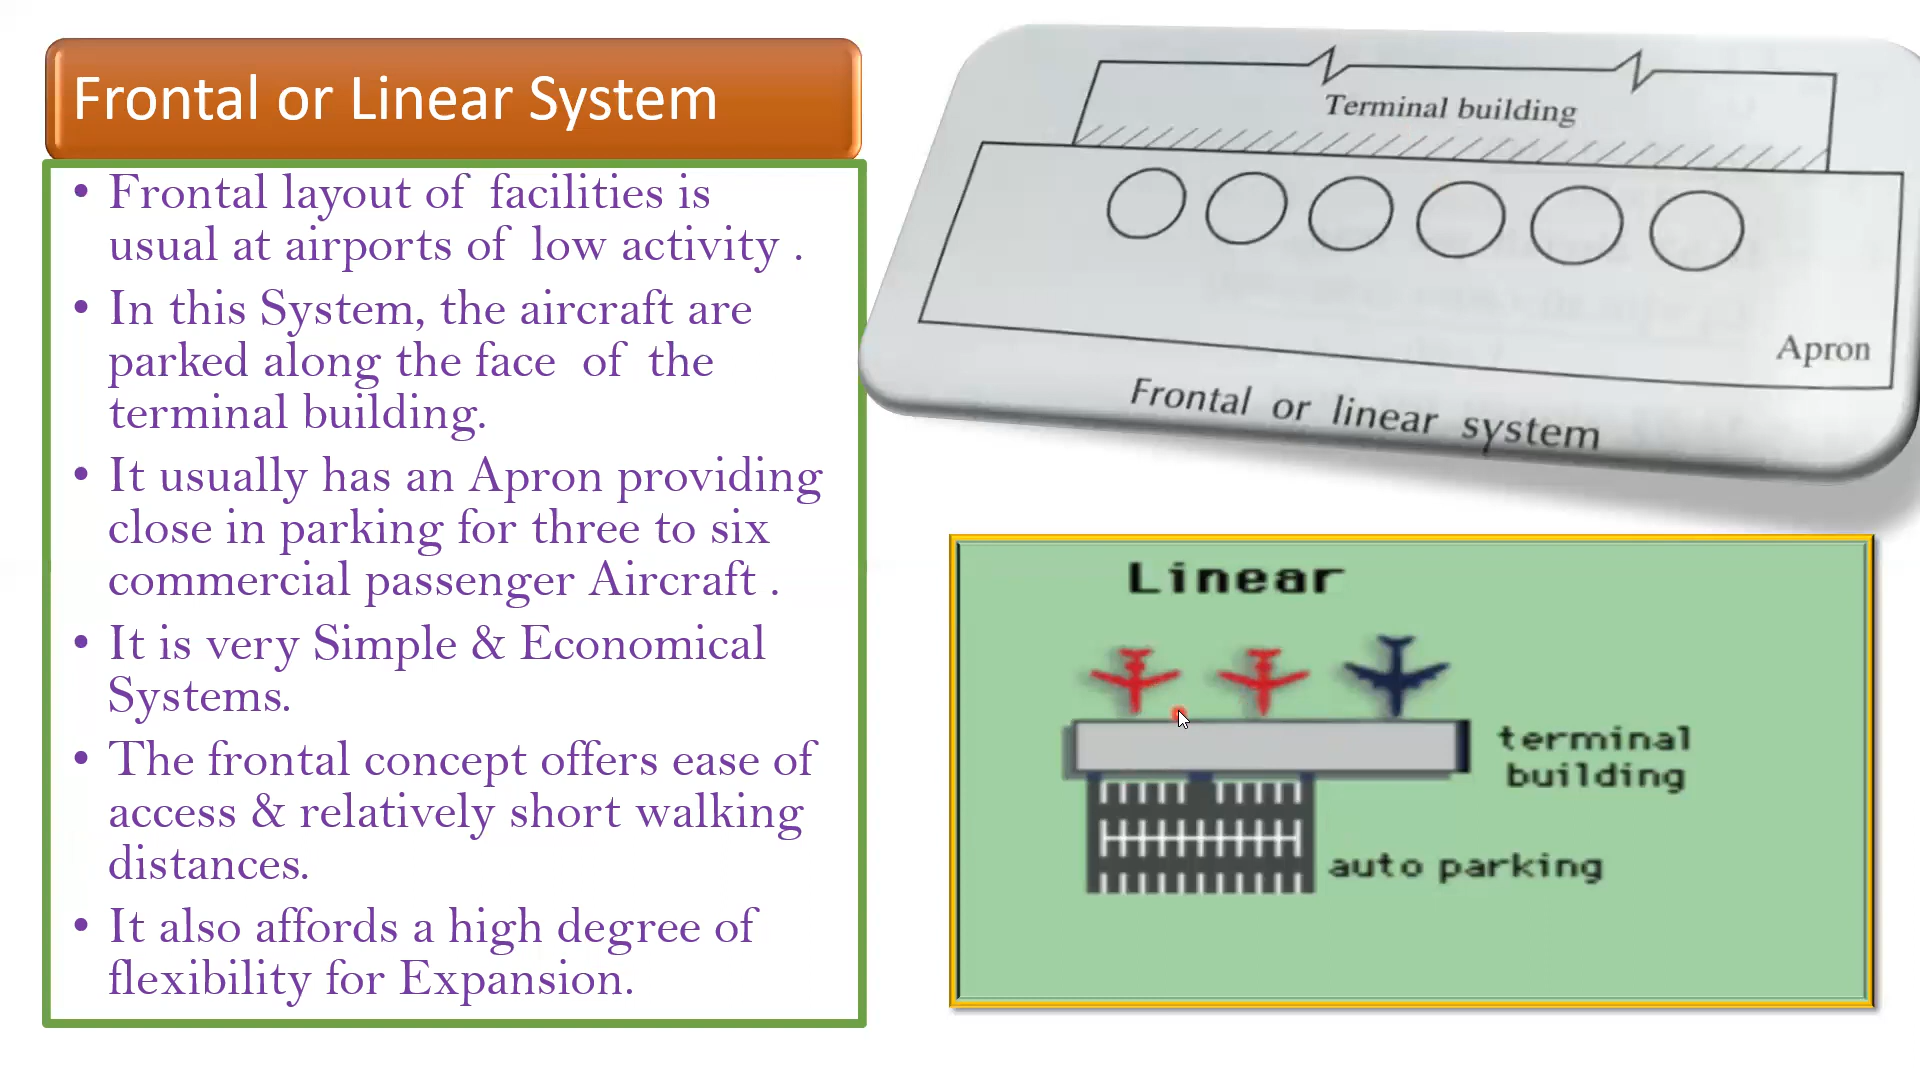 Frontal or Linear System
• Frontal layout of facilities is
usual at airports of low activity .
• In this System, the aircraft are
parked along the face of the
terminal building.
• It usually has an Apron providing
close in parking for three to six
commercial passenger Aircraft .
• It is very Simple & Economical
Systems.
• The frontal concept offers ease of
access & relatively short walking
distances.
• It also affords a high degree of
flexibility for Expansion.
Terminal building
Apron
Frontal or linear system
Linear
terminal
building
auto parking